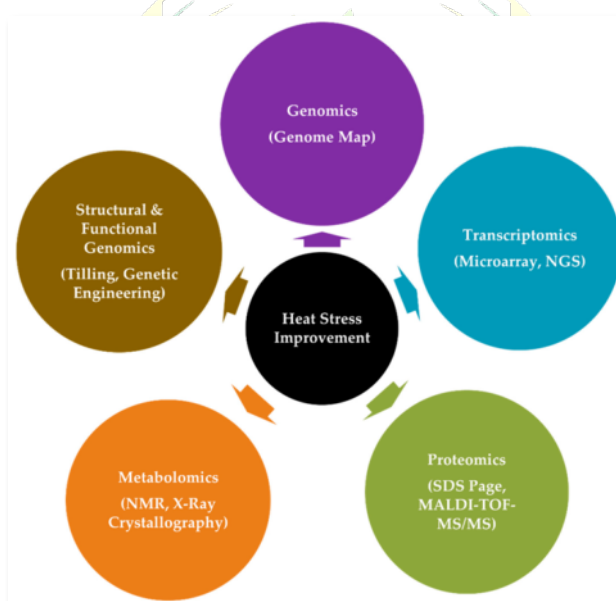 Genomics
(Genome Map)
Structural &
Functional
Genomics
(Tilling, Genetic
Engineering)
Transcriptomics
(Microarray, NGS)
Heat Stress
Improvement
Metabolomics
(NMR, X-Ray
Crystallography)
Proteomics
(SDS Page,
MALDI-TOF-
MS/MS)